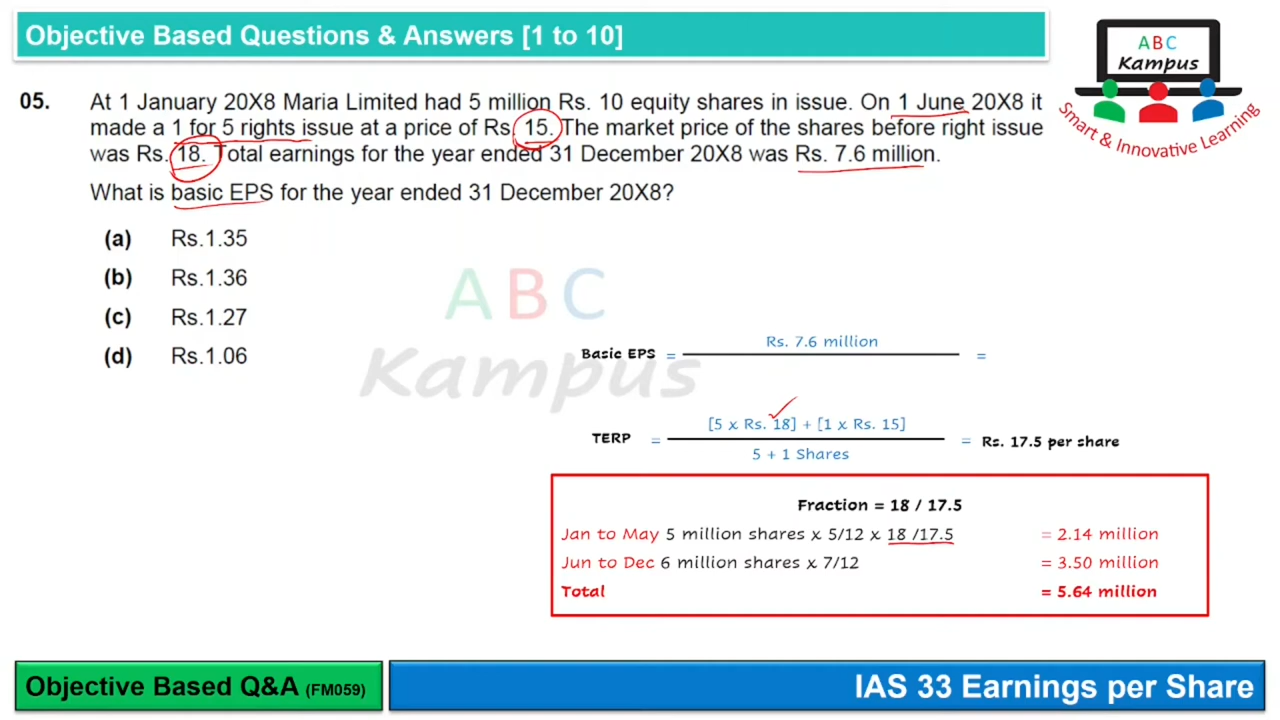 Objective Based Questions & Answers [1 to 10]
ABC
Kampus
Smart & Innovative Learning
05. At 1 January 20X8 Maria Limited had 5 million Rs. 10 equity shares in issue. On 1 June 20X8 it
made a 1 for 5 rights issue at a price of Rs. 15. The market price of the shares before right issue
was Rs. 18. Total earnings for the year ended 31 December 20X8 was Rs. 7.6 million.
What is basic EPS for the year ended 31 December 20X8?
(a) Rs.1.35
(b) Rs.1.36
(c) Rs.1.27
(d) Rs.1.06
ABC
Kampus
Rs. 7.6 million
Basic EPS = =
[5 x Rs. 18] + [1 x Rs. 15]
TERP = = Rs. 17.5 per share
5 + 1 Shares
Fraction = 18 / 17.5
Jan to May 5 million shares x 5/12 x 18 /17.5 = 2.14 million
Jun to Dec 6 million shares x 7/12 = 3.50 million
Total = 5.64 million
Objective Based Q&A (FM059)
IAS 33 Earnings per Share